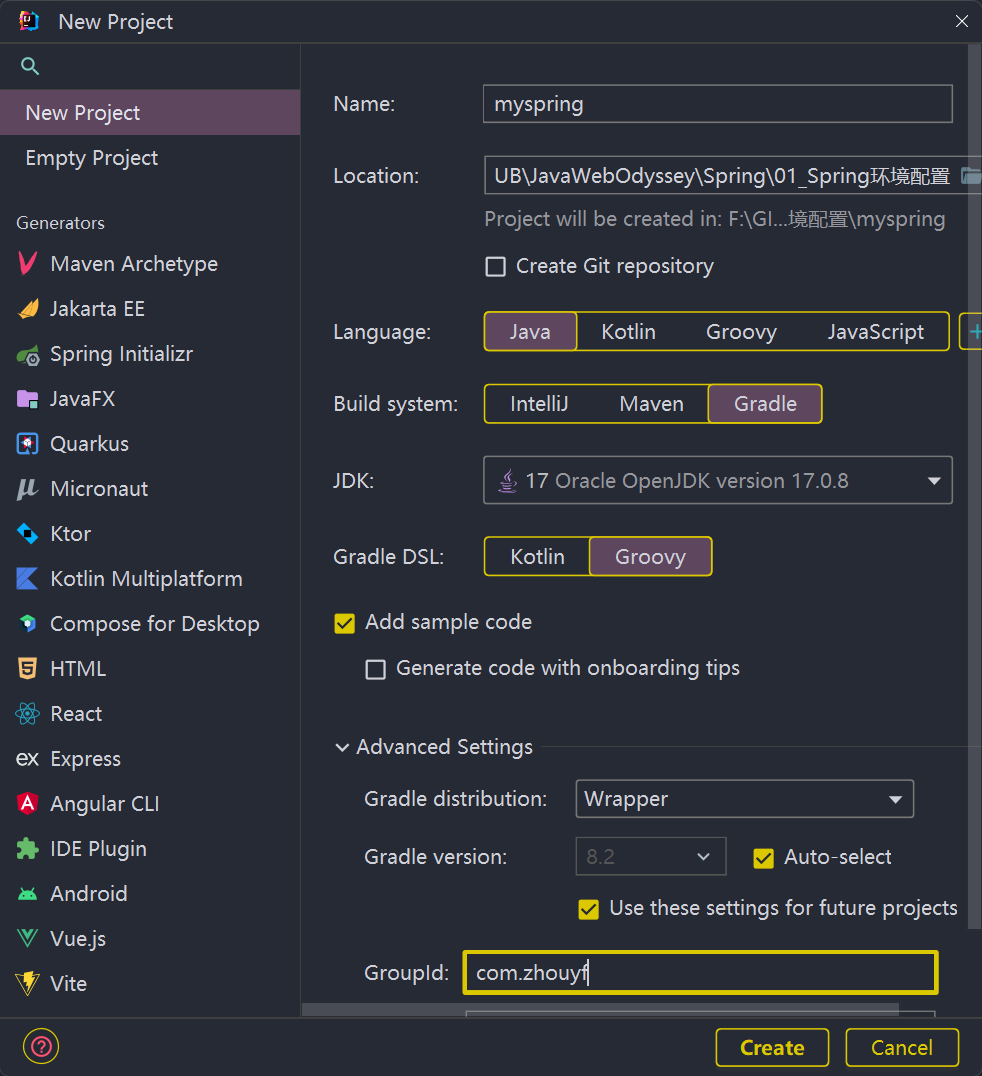 New Project
New Project
Empty Project
Generators
Maven Archetype
Jakarta EE
Spring Initializr
JavaFX
Quarkus
Micronaut
Ktor
Kotlin Multiplatform
Compose for Desktop
HTML
React
Express
Angular CLI
IDE Plugin
Android
Vue.js
Vite
Name: myspring
Location: UB\JavaWebOdyssey\Spring\01_Spring环境配置
Project will be created in: F:\GI...境配置\myspring
Create Git repository
Language: Java Kotlin Groovy JavaScript +
Build system: IntelliJ Maven Gradle
JDK: 17 Oracle OpenJDK version 17.0.8
Gradle DSL: Kotlin Groovy
Add sample code
Generate code with onboarding tips
Advanced Settings
Gradle distribution: Wrapper
Gradle version: 8.2 Auto-select
Use these settings for future projects
GroupId: com.zhouyf
? Create Cancel